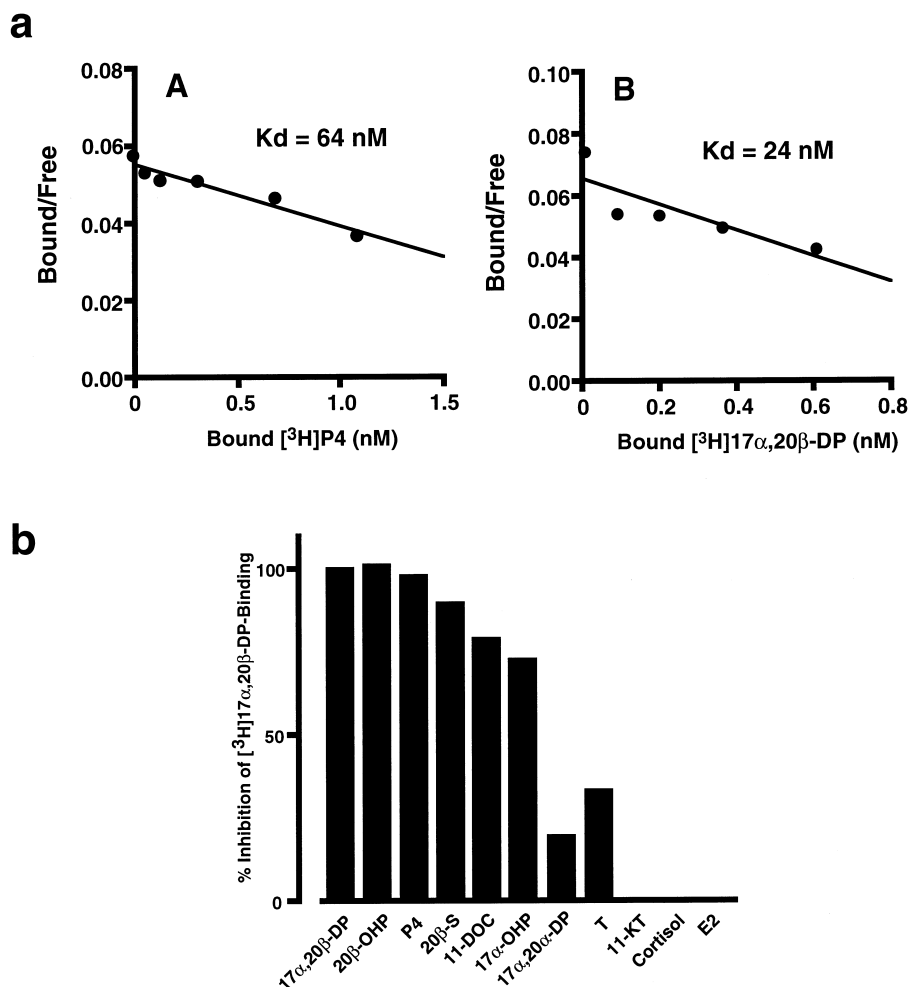 a
A
Kd = 64 nM
Bound/Free
0.08
0.06
0.04
0.02
0.00
0 0.5 1.0 1.5
Bound [³H]P4 (nM)
B
Kd = 24 nM
Bound/Free
0.10
0.08
0.06
0.04
0.02
0.00
0 0.2 0.4 0.6 0.8
Bound [³H]17α,20β-DP (nM)
b
% Inhibition of [³H]17α,20β-DP-Binding
100
50
0
17α,20β-DP
20β-OHP
P4
20β-S
11-DOC
17α-OHP
17α,20α-DP
T
11-KT
Cortisol
E2